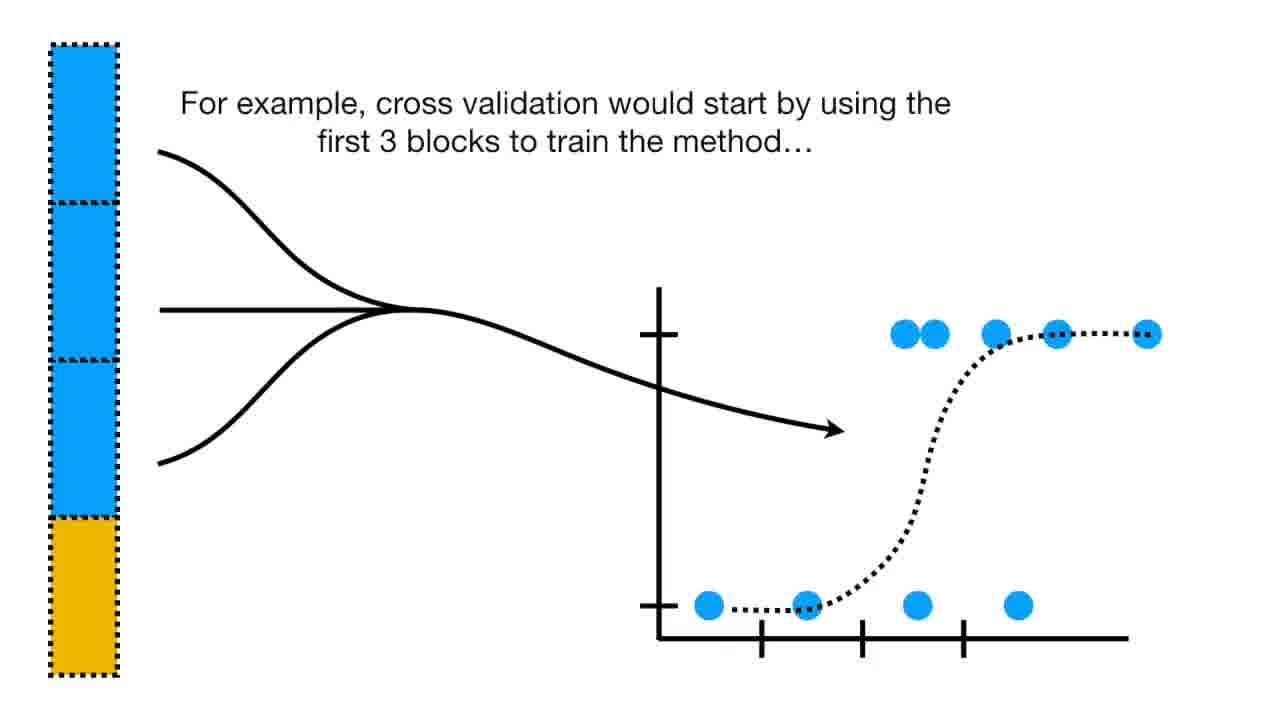 For example, cross validation would start by using the
first 3 blocks to train the method…